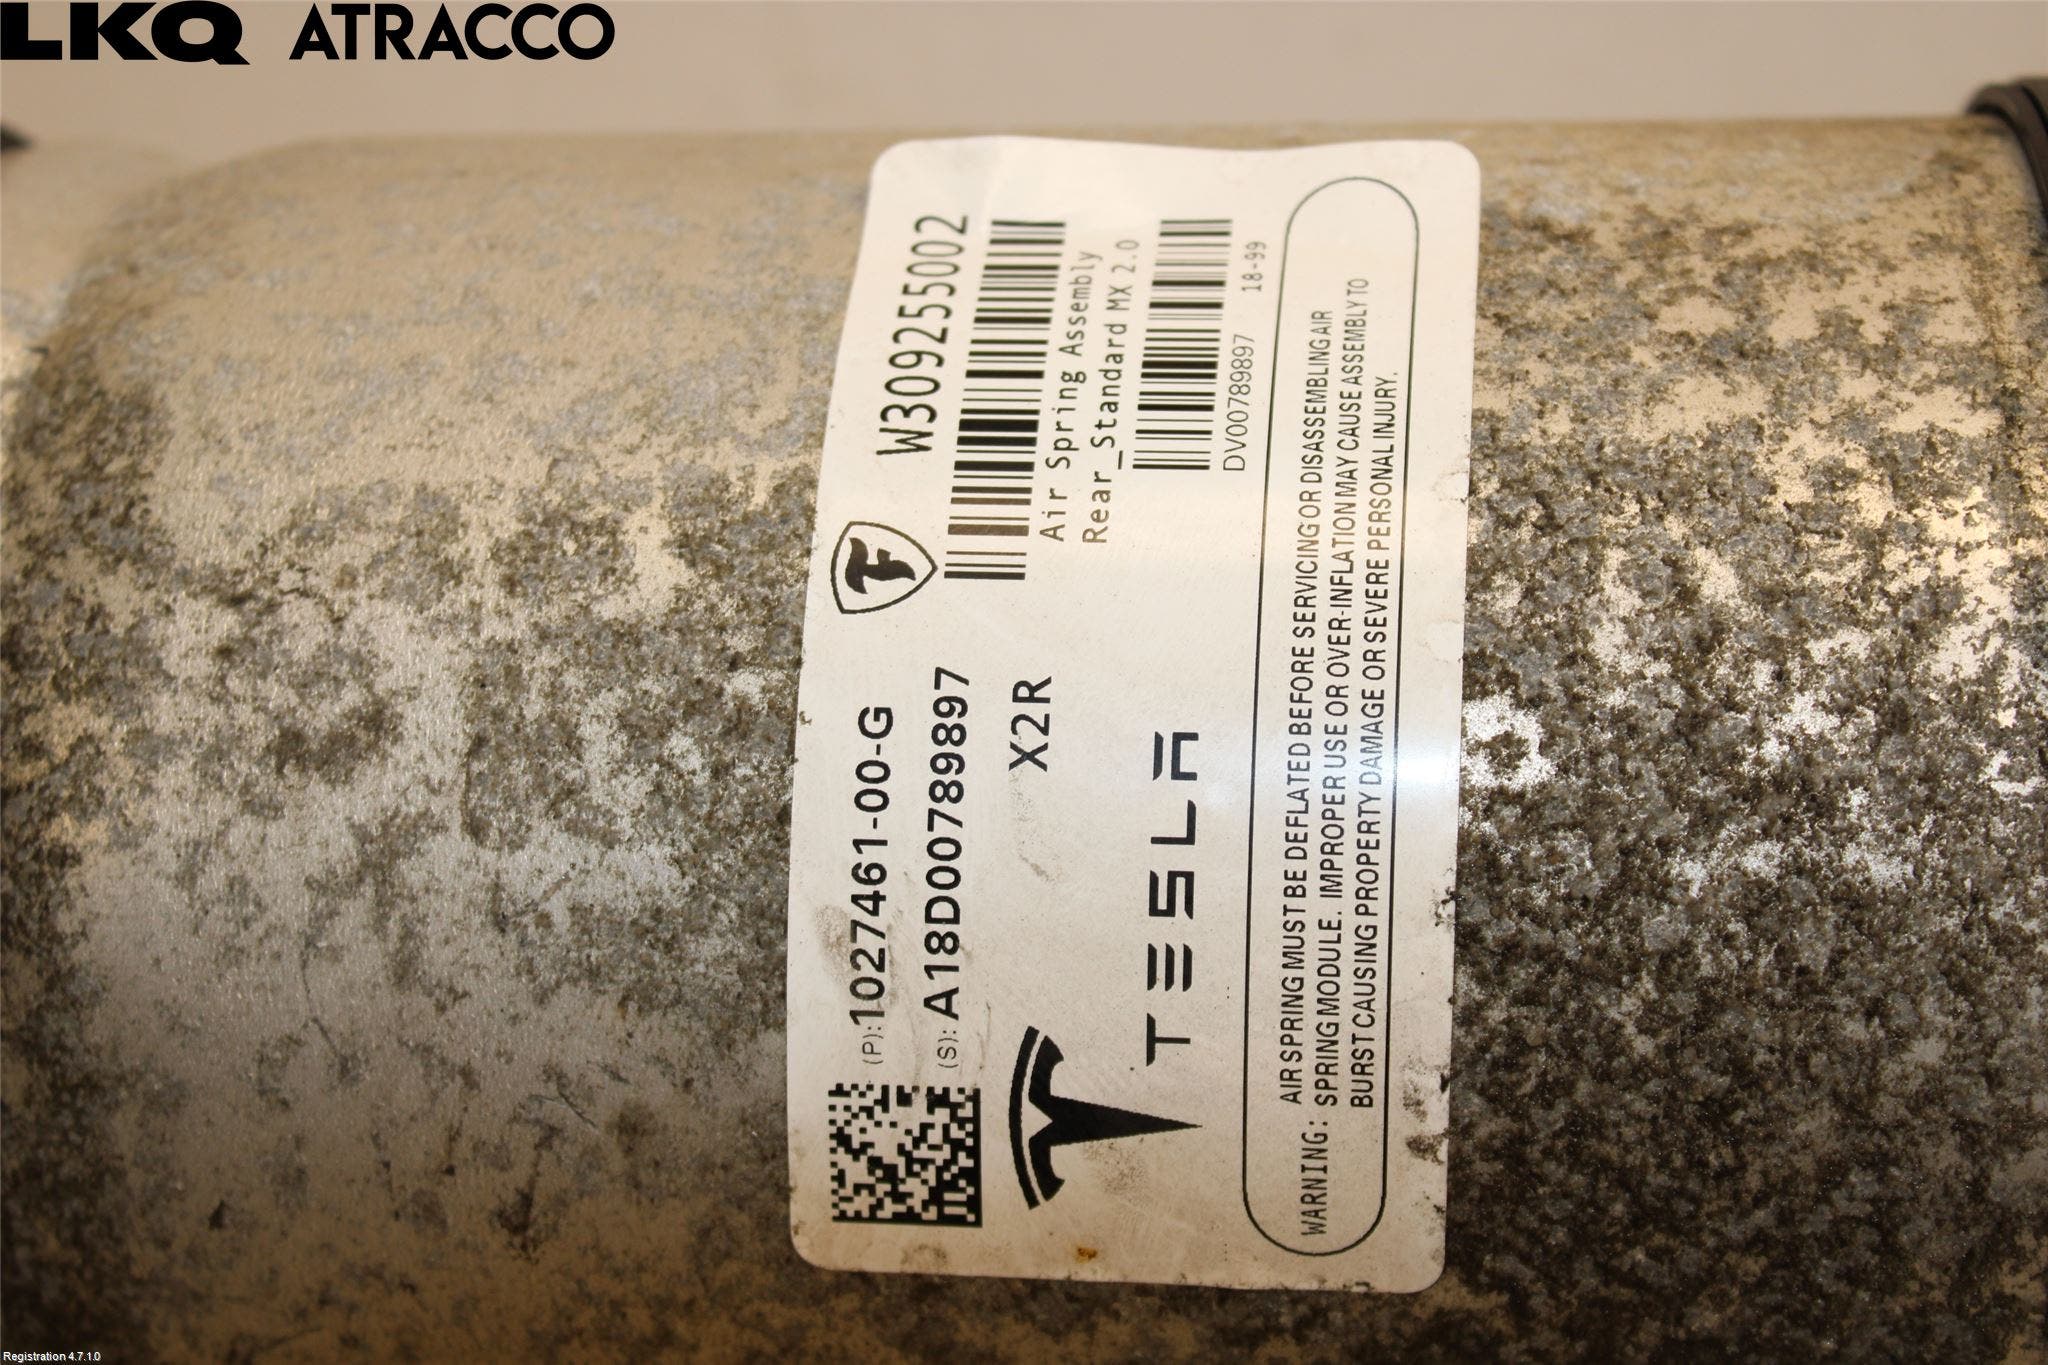 LKQ ATRACCO
W309255002
Air Spring Assembly
Rear_Standard MX 2.0
DV00789897 18-99
(P):1027461-00-G
(S): A18D00789897
X2R
TESLA
WARNING: AIR SPRING MUST BE DEFLATED BEFORE SERVICING OR DISASSEMBLING AIR
SPRING MODULE. IMPROPER USE OR OVER-INFLATION MAY CAUSE ASSEMBLY TO
BURST CAUSING PROPERTY DAMAGE OR SEVERE PERSONAL INJURY.
Registration 4.7.1.0